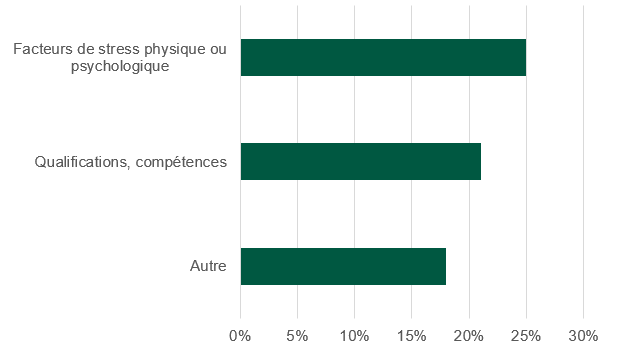 Facteurs de stress physique ou
psychologique
Qualifications, compétences
Autre
0% 5% 10% 15% 20% 25% 30%